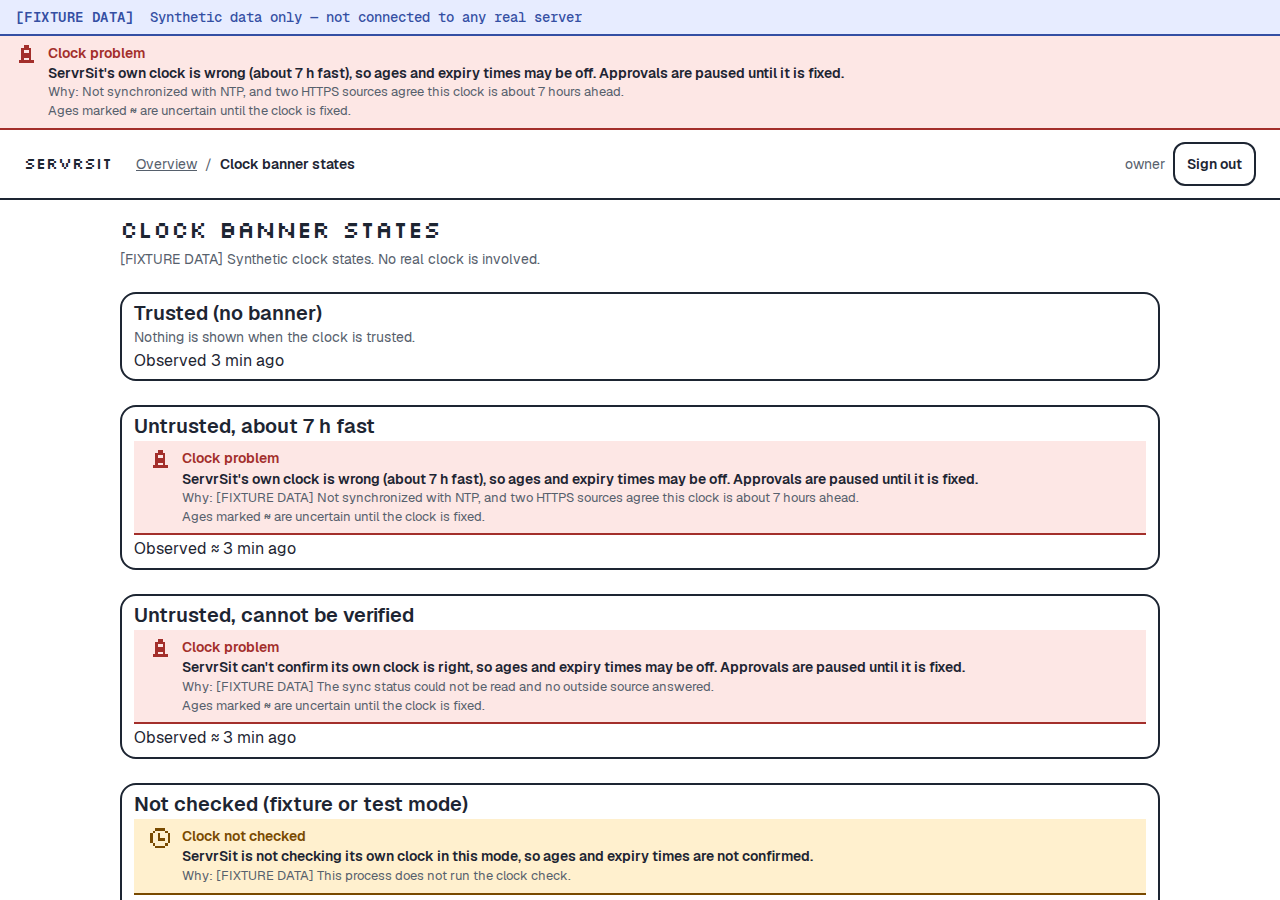 [FIXTURE DATA] Synthetic data only — not connected to any real server
Clock problem
ServrSit's own clock is wrong (about 7 h fast), so ages and expiry times may be off. Approvals are paused until it is fixed.
Why: Not synchronized with NTP, and two HTTPS sources agree this clock is about 7 hours ahead.
Ages marked ≈ are uncertain until the clock is fixed.
SERVRSIT Overview / Clock banner states owner Sign out
CLOCK BANNER STATES
[FIXTURE DATA] Synthetic clock states. No real clock is involved.
Trusted (no banner)
Nothing is shown when the clock is trusted.
Observed 3 min ago
Untrusted, about 7 h fast
Clock problem
ServrSit's own clock is wrong (about 7 h fast), so ages and expiry times may be off. Approvals are paused until it is fixed.
Why: [FIXTURE DATA] Not synchronized with NTP, and two HTTPS sources agree this clock is about 7 hours ahead.
Ages marked ≈ are uncertain until the clock is fixed.
Observed ≈ 3 min ago
Untrusted, cannot be verified
Clock problem
ServrSit can't confirm its own clock is right, so ages and expiry times may be off. Approvals are paused until it is fixed.
Why: [FIXTURE DATA] The sync status could not be read and no outside source answered.
Ages marked ≈ are uncertain until the clock is fixed.
Observed ≈ 3 min ago
Not checked (fixture or test mode)
Clock not checked
ServrSit is not checking its own clock in this mode, so ages and expiry times are not confirmed.
Why: [FIXTURE DATA] This process does not run the clock check.